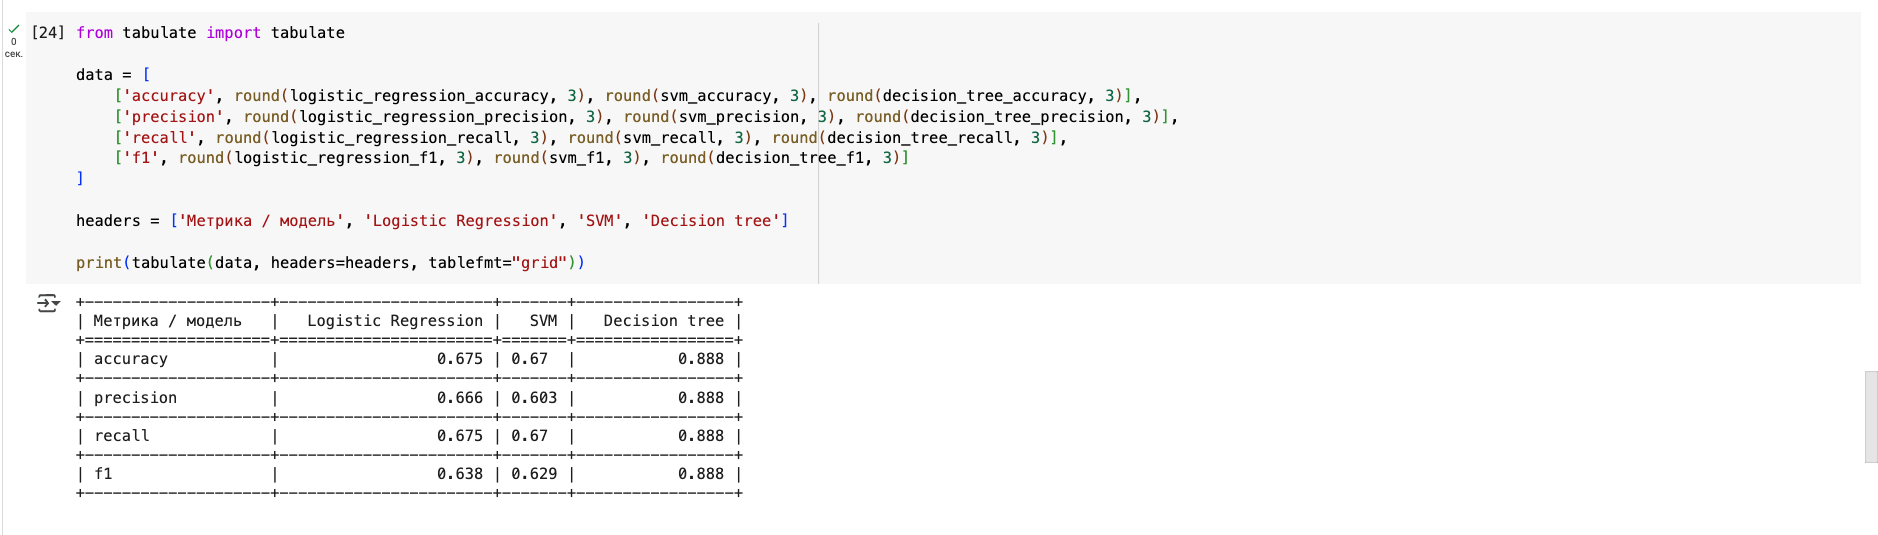 0
сек.
[24] from tabulate import tabulate
data = [
    ['accuracy', round(logistic_regression_accuracy, 3), round(svm_accuracy, 3), round(decision_tree_accuracy, 3)],
    ['precision', round(logistic_regression_precision, 3), round(svm_precision, 3), round(decision_tree_precision, 3)],
    ['recall', round(logistic_regression_recall, 3), round(svm_recall, 3), round(decision_tree_recall, 3)],
    ['f1', round(logistic_regression_f1, 3), round(svm_f1, 3), round(decision_tree_f1, 3)]
]
headers = ['Метрика / модель', 'Logistic Regression', 'SVM', 'Decision tree']
print(tabulate(data, headers=headers, tablefmt="grid"))
+--------------------+-----------------------+-------+-----------------+
| Метрика / модель   |   Logistic Regression |   SVM |   Decision tree |
+====================+=======================+=======+=================+
| accuracy           |                 0.675 | 0.67  |           0.888 |
+--------------------+-----------------------+-------+-----------------+
| precision          |                 0.666 | 0.603 |           0.888 |
+--------------------+-----------------------+-------+-----------------+
| recall             |                 0.675 | 0.67  |           0.888 |
+--------------------+-----------------------+-------+-----------------+
| f1                 |                 0.638 | 0.629 |           0.888 |
+--------------------+-----------------------+-------+-----------------+